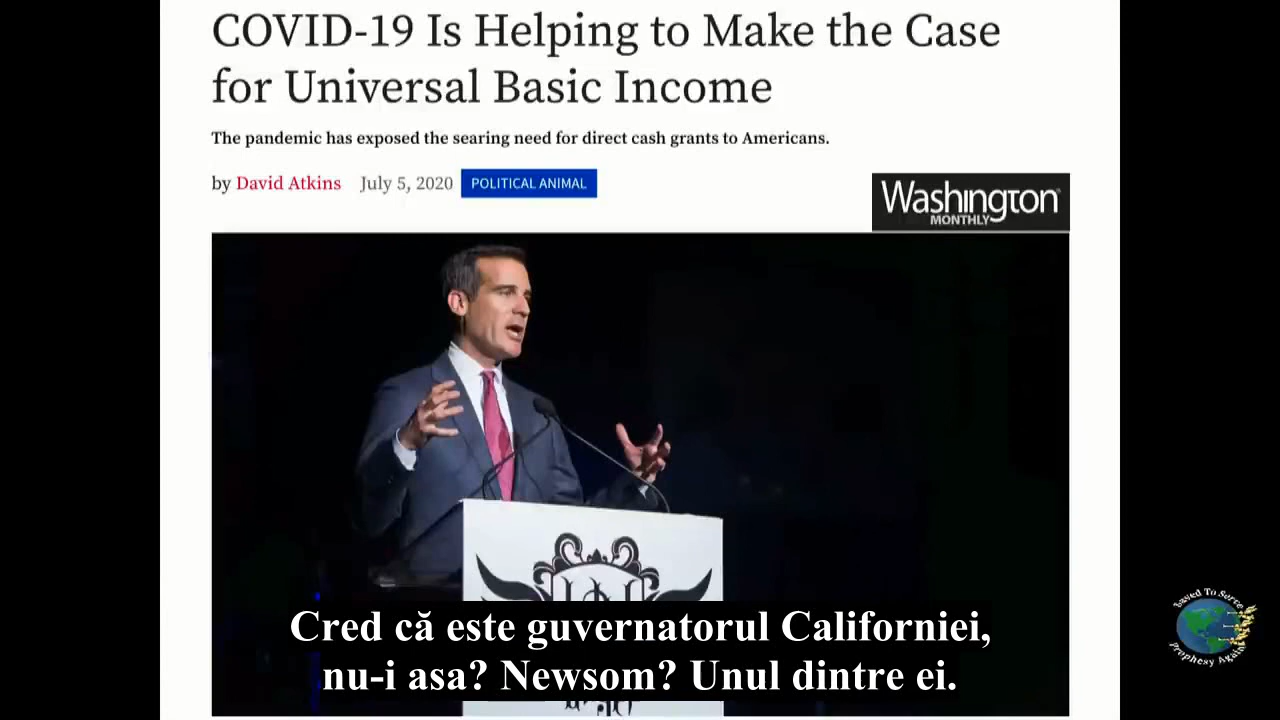 COVID-19 Is Helping to Make the Case
for Universal Basic Income
The pandemic has exposed the searing need for direct cash grants to Americans.
by David Atkins July 5, 2020 POLITICAL ANIMAL
Washington
MONTHLY
Cred că este guvernatorul Californiei,
nu-i asa? Newsom? Unul dintre ei.
Prophesy Again